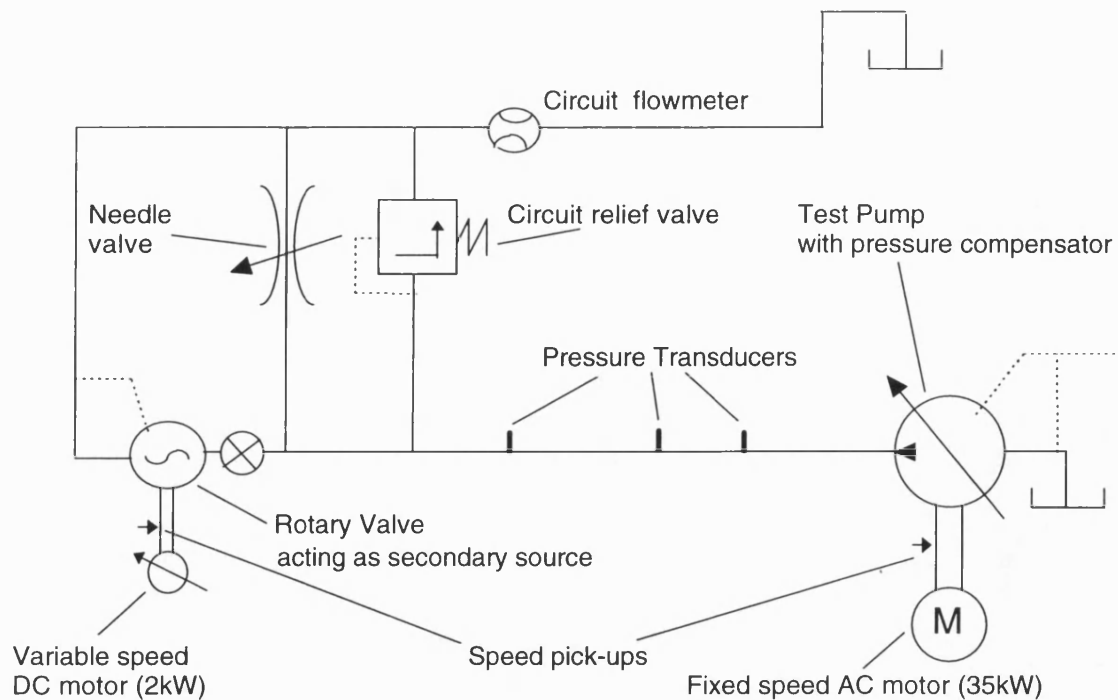 Circuit flowmeter
Needle
valve
Circuit relief valve
Test Pump
with pressure compensator
Pressure Transducers
Rotary Valve
acting as secondary source
M
Variable speed
DC motor (2kW)
Speed pick-ups
Fixed speed AC motor (35kW)